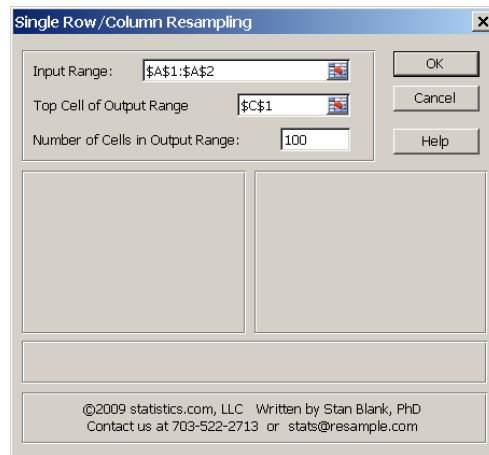 Single Row/Column Resampling
Input Range: $A$1:$A$2
OK
Top Cell of Output Range $C$1
Cancel
Number of Cells in Output Range: 100
Help
©2009 statistics.com, LLC Written by Stan Blank, PhD
Contact us at 703-522-2713 or stats@resample.com